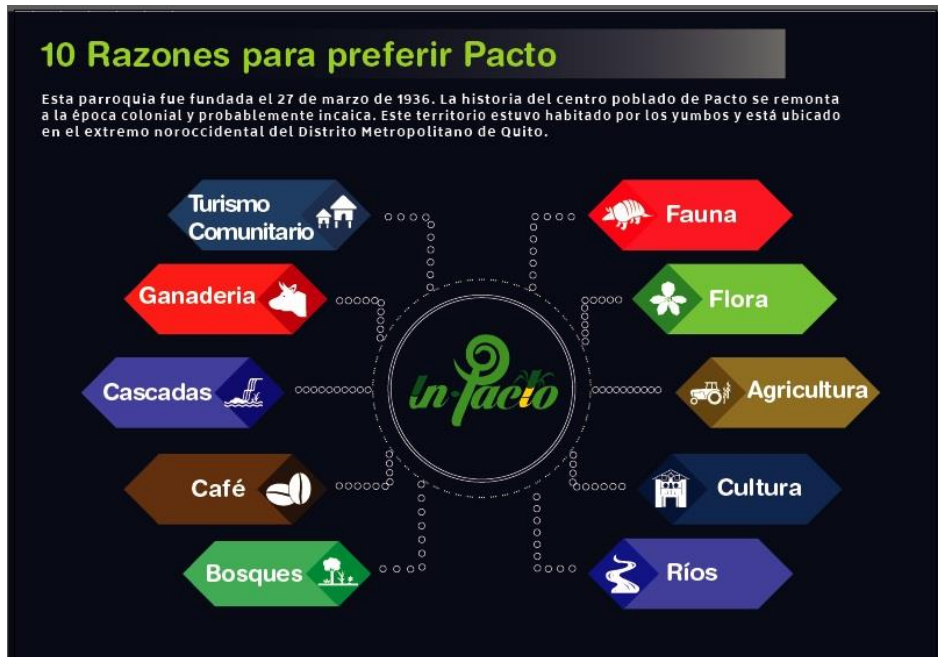 10 Razones para preferir Pacto
Esta parroquia fue fundada el 27 de marzo de 1936. La historia del centro poblado de Pacto se remonta
a la época colonial y probablemente incaica. Este territorio estuvo habitado por los yumbos y está ubicado
en el extremo noroccidental del Distrito Metropolitano de Quito.
Turismo
Comunitario
Fauna
Ganaderia
Flora
In-Pacto
Cascadas
Agricultura
Café
Cultura
Bosques
Ríos